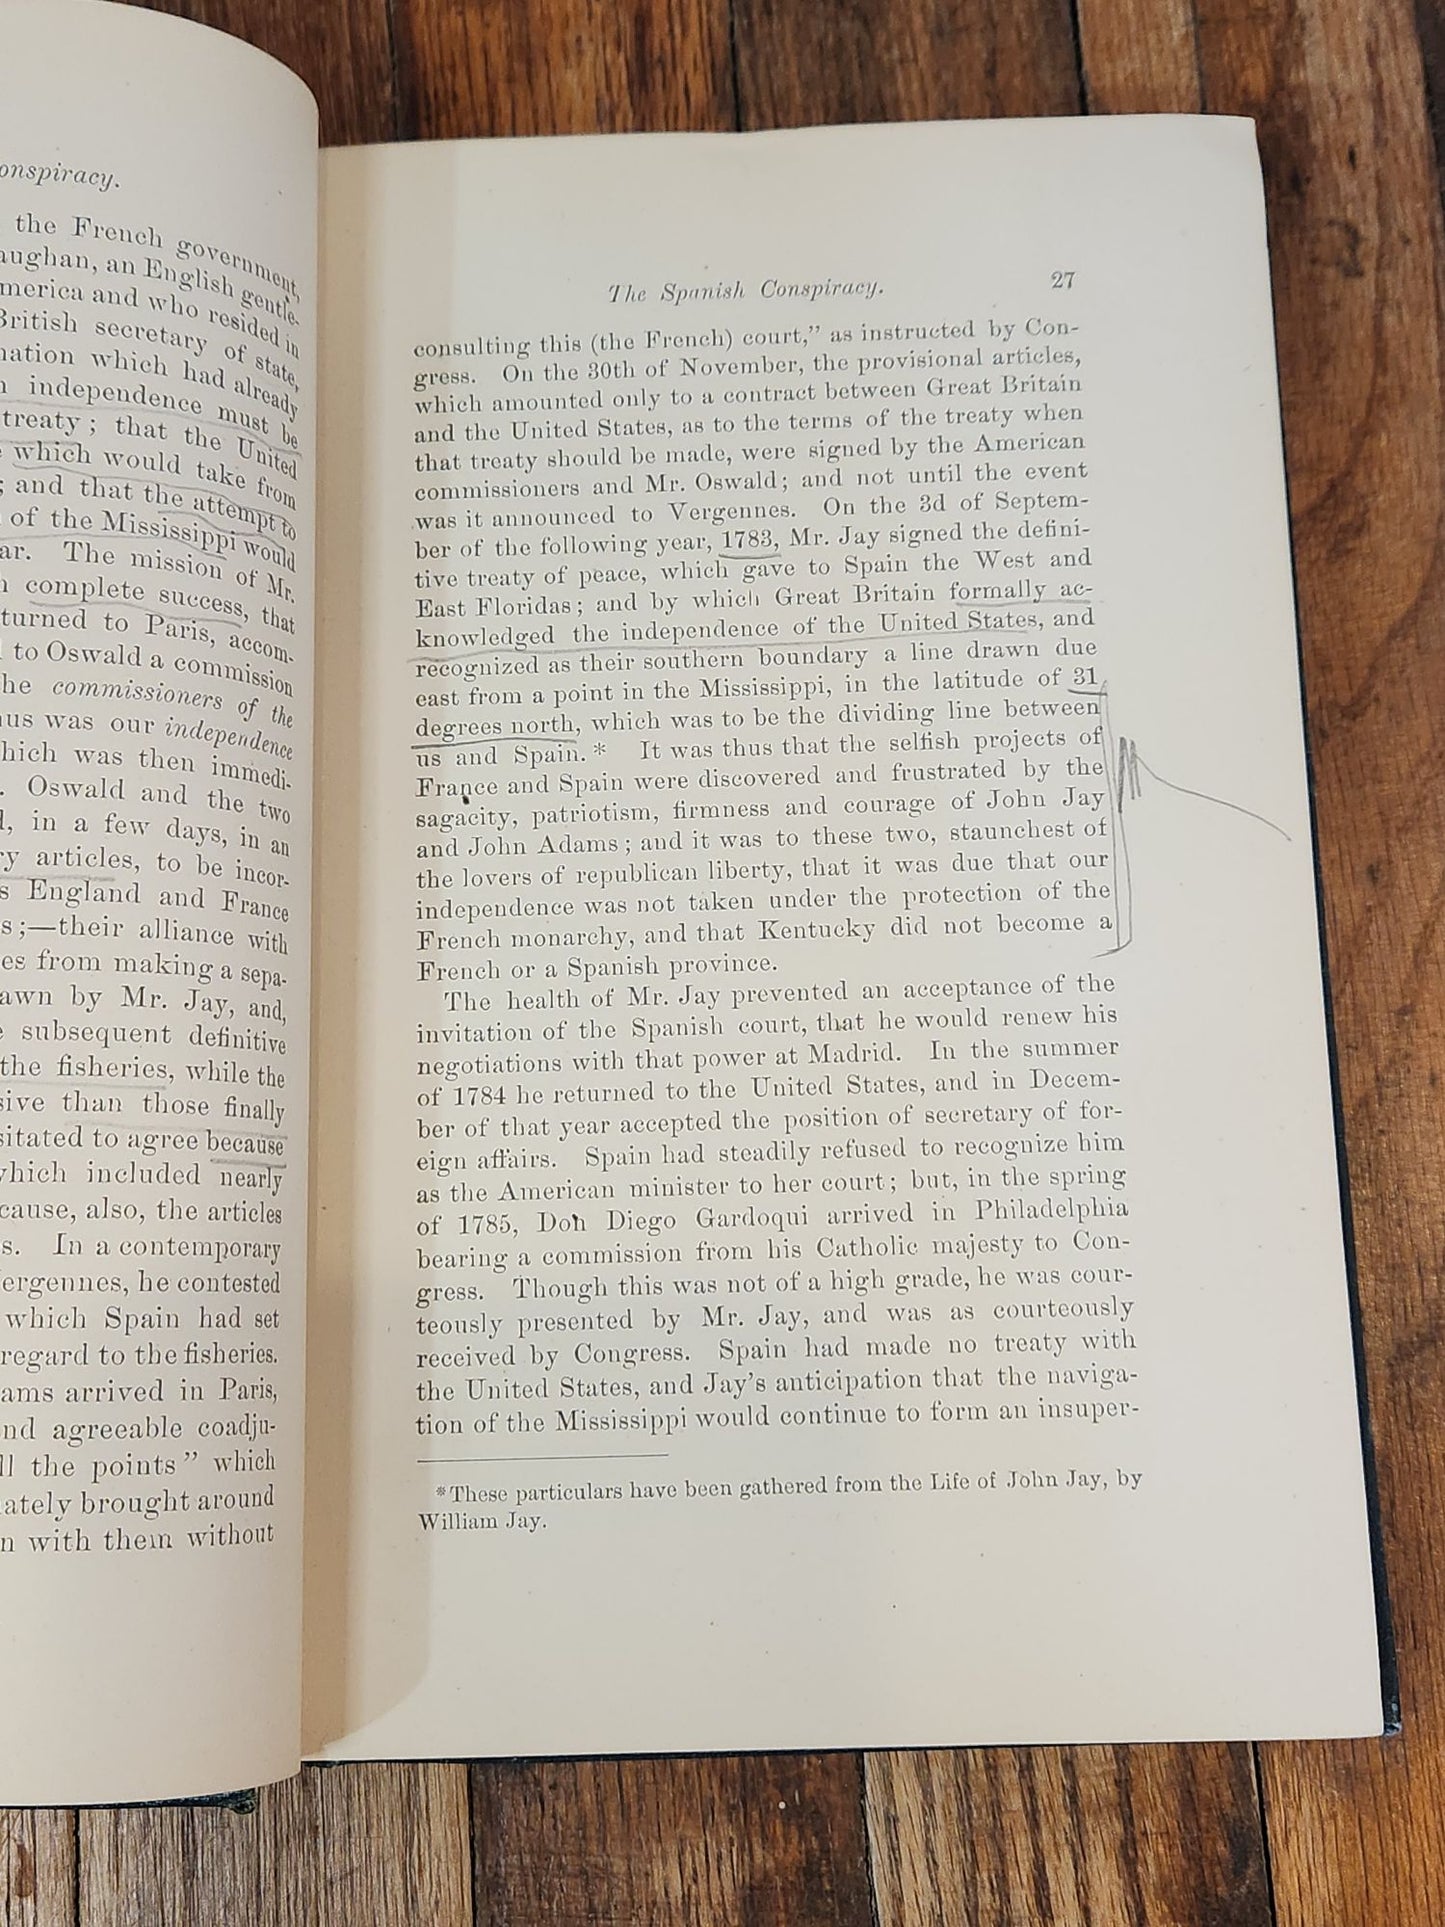 onspiracy.
the French government,
aughan, an English gentle-
merica and who resided in
British secretary of state,
nation which had already
independence must be
treaty; that the United
which would take from
; and that the attempt to
of the Mississippi would
ar. The mission of Mr.
complete success, that
turned to Paris, accom-
to Oswald a commission
he commissioners of the
us was our independence
hich was then immedi-
. Oswald and the two
, in a few days, in an
ry articles, to be incor-
s England and France
s;—their alliance with
es from making a sepa-
awn by Mr. Jay, and,
subsequent definitive
the fisheries, while the
sive than those finally
sitated to agree because
which included nearly
cause, also, the articles
s. In a contemporary
Vergennes, he contested
which Spain had set
regard to the fisheries.
ams arrived in Paris,
nd agreeable coadju-
ll the points” which
ately brought around
n with them without
The Spanish Conspiracy. 27
consulting this (the French) court,” as instructed by Con-
gress. On the 30th of November, the provisional articles,
which amounted only to a contract between Great Britain
and the United States, as to the terms of the treaty when
that treaty should be made, were signed by the American
commissioners and Mr. Oswald; and not until the event
was it announced to Vergennes. On the 3d of Septem-
ber of the following year, 1783, Mr. Jay signed the defini-
tive treaty of peace, which gave to Spain the West and
East Floridas; and by which Great Britain formally ac-
knowledged the independence of the United States, and
recognized as their southern boundary a line drawn due
east from a point in the Mississippi, in the latitude of 31
degrees north, which was to be the dividing line between
us and Spain.* It was thus that the selfish projects of
France and Spain were discovered and frustrated by the
sagacity, patriotism, firmness and courage of John Jay
and John Adams; and it was to these two, staunchest of
the lovers of republican liberty, that it was due that our
independence was not taken under the protection of the
French monarchy, and that Kentucky did not become a
French or a Spanish province.
The health of Mr. Jay prevented an acceptance of the
invitation of the Spanish court, that he would renew his
negotiations with that power at Madrid. In the summer
of 1784 he returned to the United States, and in Decem-
ber of that year accepted the position of secretary of for-
eign affairs. Spain had steadily refused to recognize him
as the American minister to her court; but, in the spring
of 1785, Don Diego Gardoqui arrived in Philadelphia
bearing a commission from his Catholic majesty to Con-
gress. Though this was not of a high grade, he was cour-
teously presented by Mr. Jay, and was as courteously
received by Congress. Spain had made no treaty with
the United States, and Jay’s anticipation that the naviga-
tion of the Mississippi would continue to form an insuper-
*These particulars have been gathered from the Life of John Jay, by
William Jay.